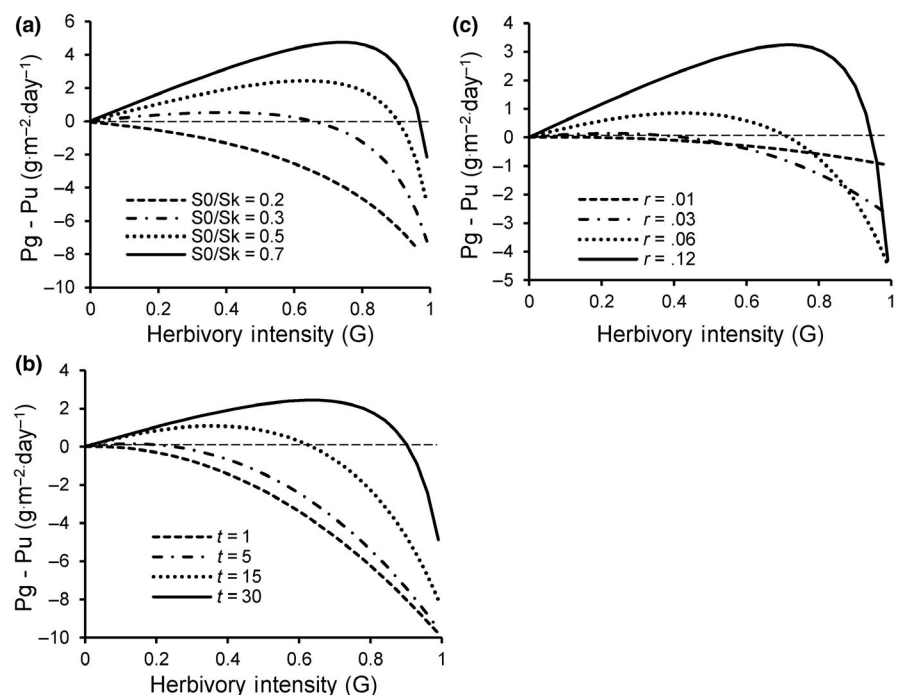 (a)
6
4
2
0
–2
–4
–6
–8
–10
Pg - Pu (g·m⁻²·day⁻¹)
S0/Sk = 0.2
S0/Sk = 0.3
S0/Sk = 0.5
S0/Sk = 0.7
0 0.2 0.4 0.6 0.8 1
Herbivory intensity (G)
(c)
4
3
2
1
0
–1
–2
–3
–4
–5
Pg - Pu (g·m⁻²·day⁻¹)
r = .01
r = .03
r = .06
r = .12
0 0.2 0.4 0.6 0.8 1
Herbivory intensity (G)
(b)
4
2
0
–2
–4
–6
–8
–10
Pg - Pu (g·m⁻²·day⁻¹)
t = 1
t = 5
t = 15
t = 30
0 0.2 0.4 0.6 0.8 1
Herbivory intensity (G)